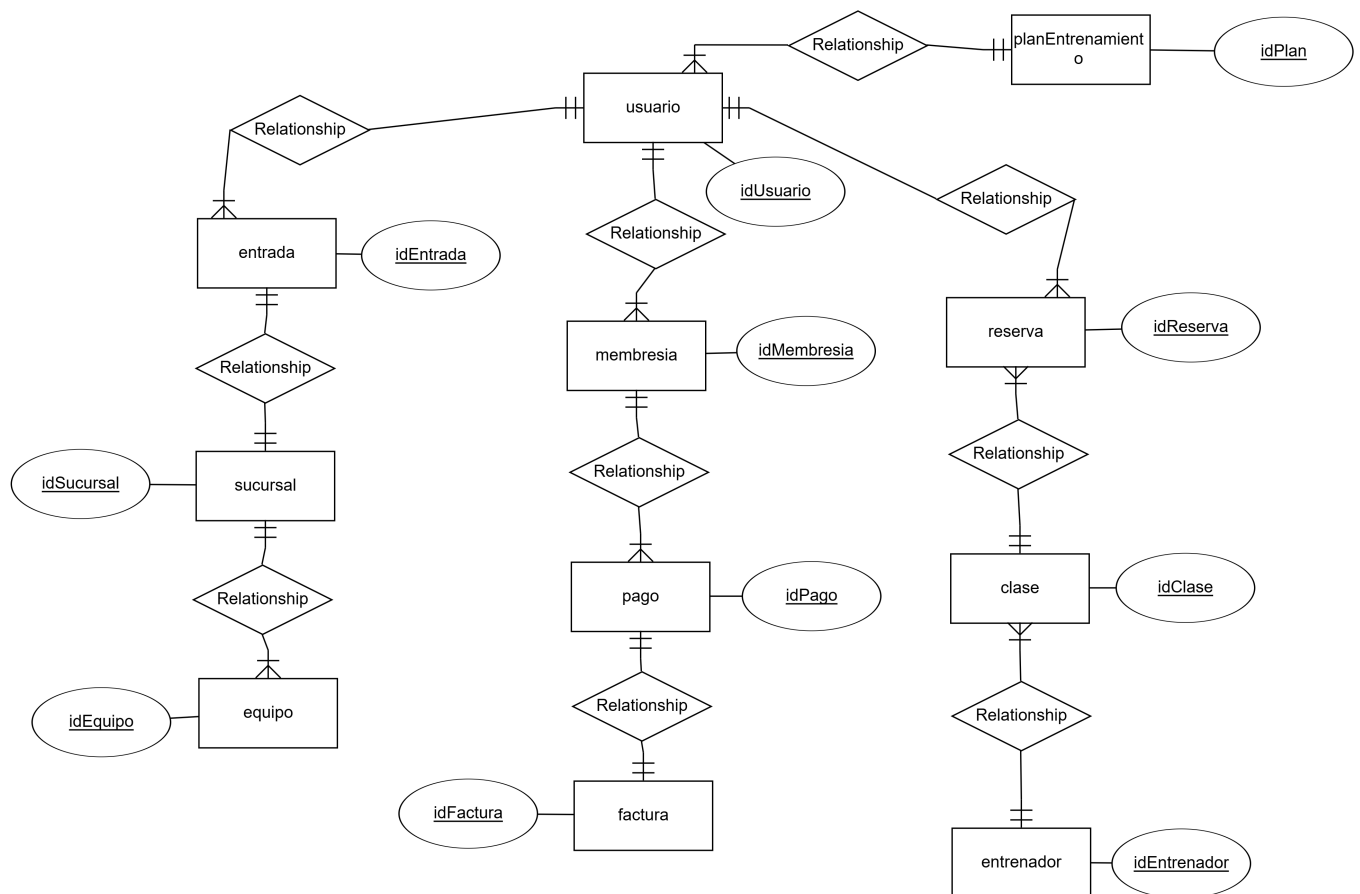 Relationship
planEntrenamient
o
idPlan
usuario
Relationship
idUsuario
Relationship
Relationship
entrada
idEntrada
reserva
idReserva
membresia
idMembresia
Relationship
Relationship
Relationship
idSucursal
sucursal
clase
idClase
Relationship
pago
idPago
Relationship
Relationship
equipo
idEquipo
idFactura
factura
entrenador
idEntrenador